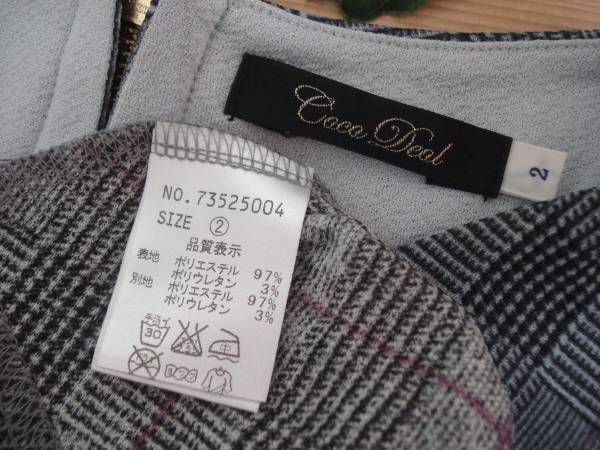 Coco Deal
2
NO.73525004
SIZE ②
品質表示
表地 ポリエステル 97%
ポリウレタン 3%
別地 ポリエステル 97%
ポリウレタン 3%
手洗イ
30
中